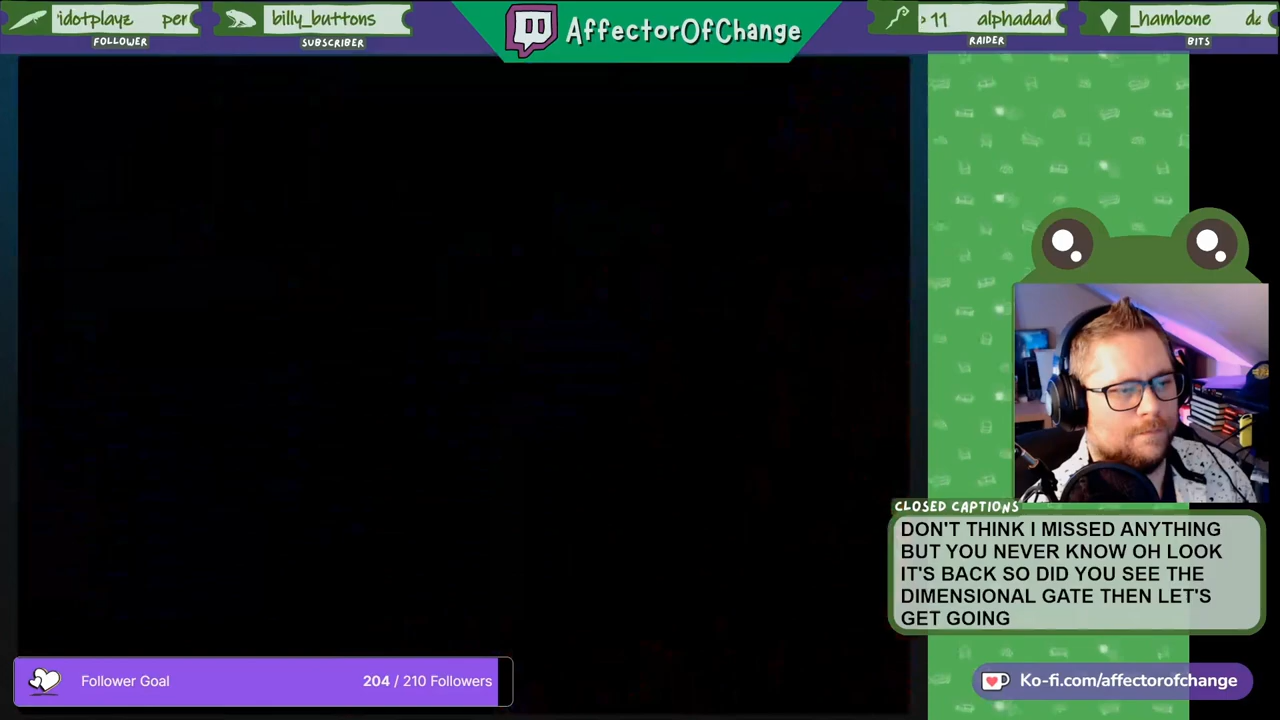 idotplayz per
FOLLOWER
billy_buttons
SUBSCRIBER
AffectorOfChange
11 alphadad
RAIDER
_hambone
BITS
CLOSED CAPTIONS
DON'T THINK I MISSED ANYTHING
BUT YOU NEVER KNOW OH LOOK
IT'S BACK SO DID YOU SEE THE
DIMENSIONAL GATE THEN LET'S
GET GOING
Follower Goal
204 / 210 Followers
Ko-fi.com/affectorofchange